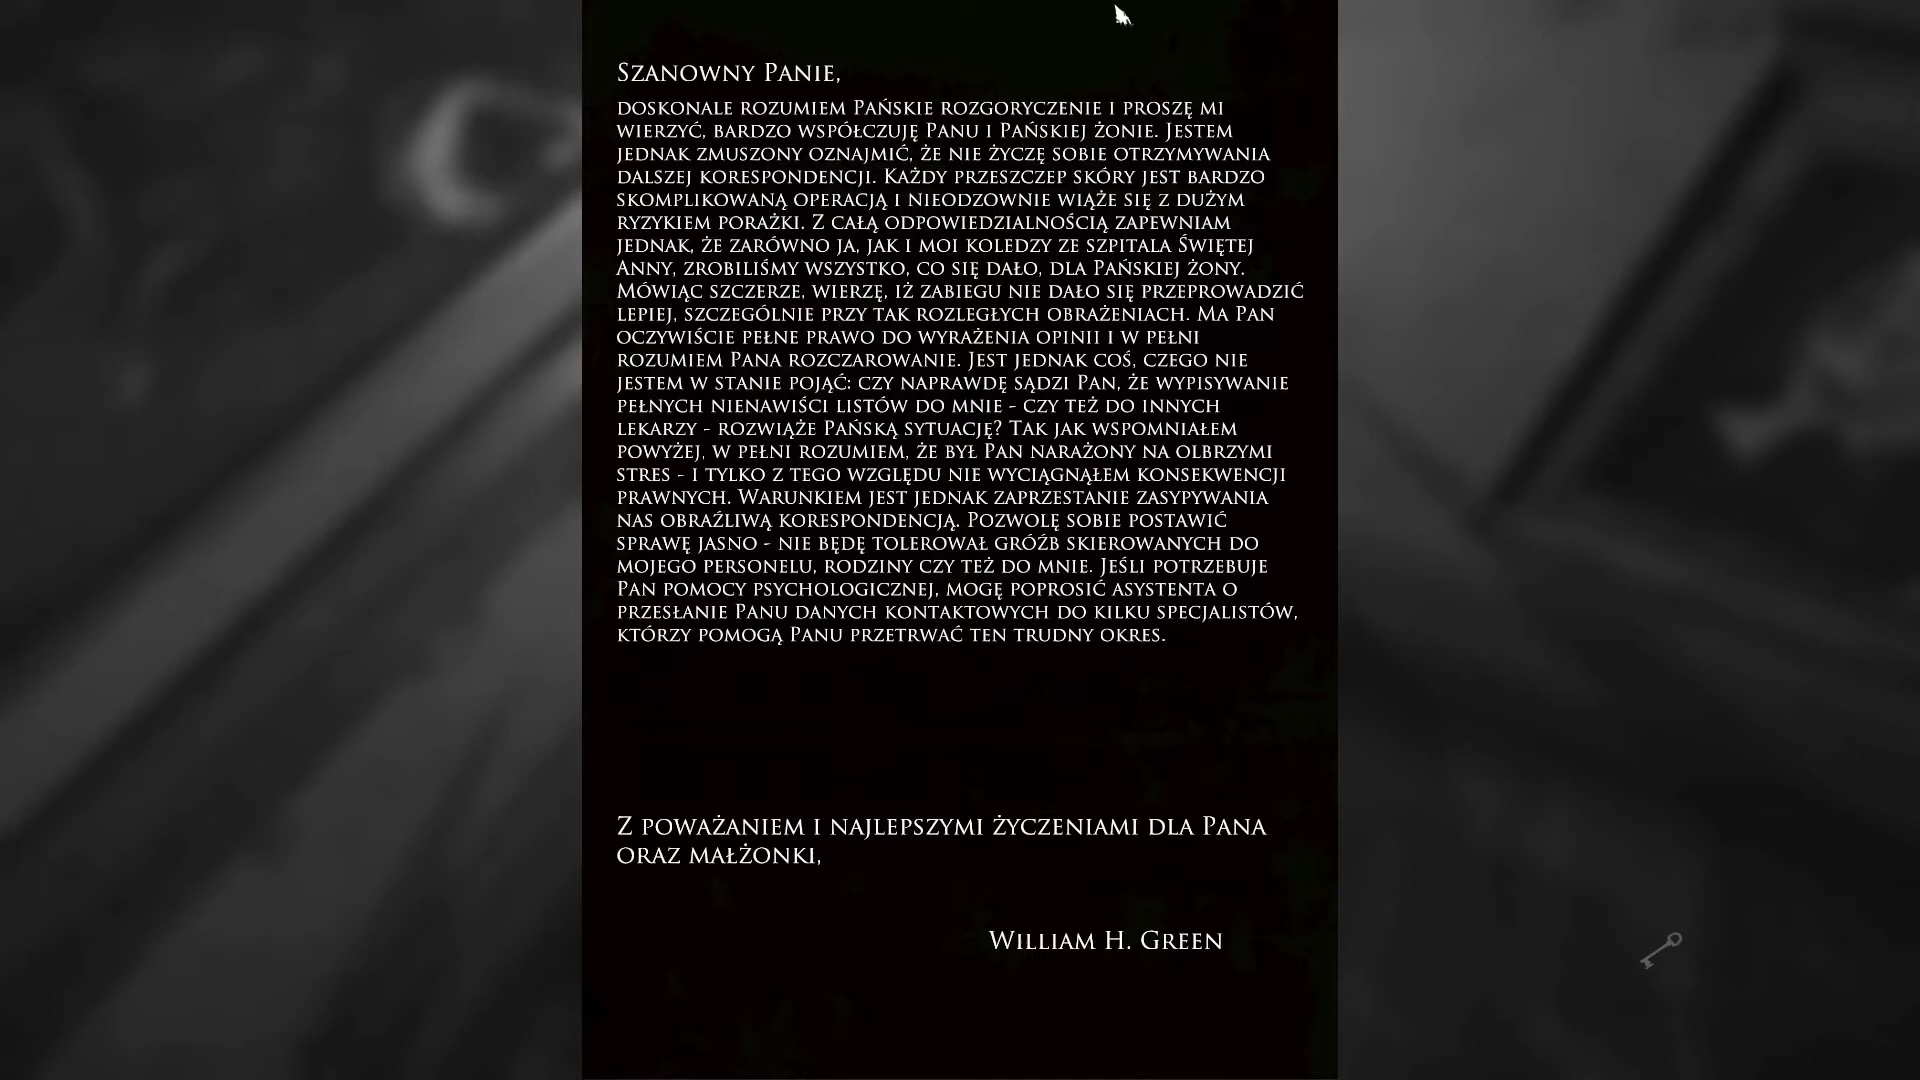 Szanowny Panie,
doskonale rozumiem Pańskie rozgoryczenie i proszę mi
wierzyć, bardzo współczuję Panu i Pańskiej żonie. Jestem
jednak zmuszony oznajmić, że nie życzę sobie otrzymywania
dalszej korespondencji. Każdy przeszczep skóry jest bardzo
skomplikowaną operacją i nieodzownie wiąże się z dużym
ryzykiem porażki. Z całą odpowiedzialnością zapewniam
jednak, że zarówno ja, jak i moi koledzy ze szpitala Świętej
Anny, zrobiliśmy wszystko, co się dało, dla Pańskiej żony.
Mówiąc szczerze, wierzę, iż zabiegu nie dało się przeprowadzić
lepiej, szczególnie przy tak rozległych obrażeniach. Ma Pan
oczywiście pełne prawo do wyrażenia opinii i w pełni
rozumiem Pana rozczarowanie. Jest jednak coś, czego nie
jestem w stanie pojąć: czy naprawdę sądzi Pan, że wypisywanie
pełnych nienawiści listów do mnie - czy też do innych
lekarzy - rozwiąże Pańską sytuację? Tak jak wspomniałem
powyżej, w pełni rozumiem, że był Pan narażony na olbrzymi
stres - i tylko z tego względu nie wyciągnąłem konsekwencji
prawnych. Warunkiem jest jednak zaprzestanie zasypywania
nas obraźliwą korespondencją. Pozwolę sobie postawić
sprawę jasno - nie będę tolerował gróźb skierowanych do
mojego personelu, rodziny czy też do mnie. Jeśli potrzebuje
Pan pomocy psychologicznej, mogę poprosić asystenta o
przesłanie Panu danych kontaktowych do kilku specjalistów,
którzy pomogą Panu przetrwać ten trudny okres.
Z poważaniem i najlepszymi życzeniami dla Pana
oraz małżonki,
William H. Green